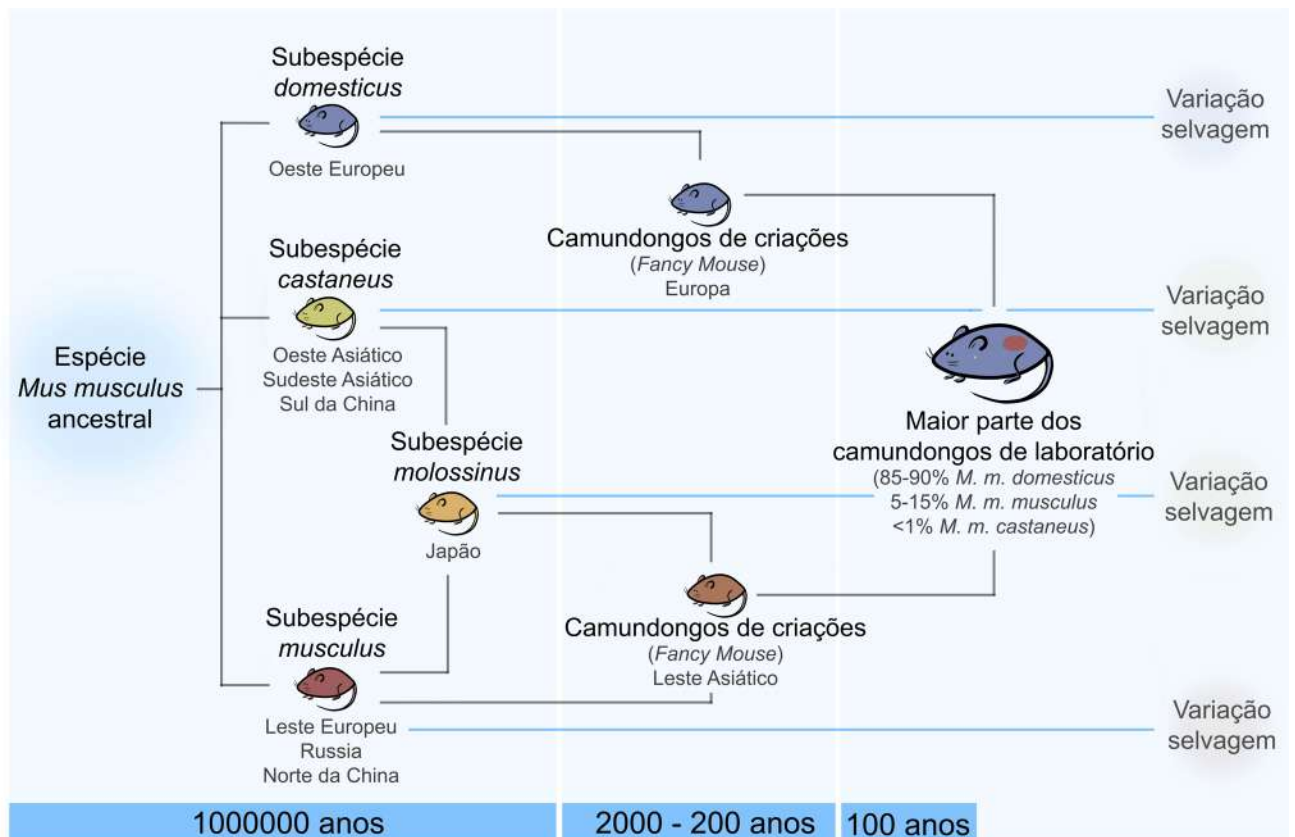 Subespécie
domesticus
Oeste Europeu
Variação
selvagem
Camundongos de criações
(Fancy Mouse)
Europa
Subespécie
castaneus
Oeste Asiático
Sudeste Asiático
Sul da China
Variação
selvagem
Espécie
Mus musculus
ancestral
Subespécie
molossinus
Japão
Maior parte dos
camundongos de laboratório
(85-90% M. m. domesticus
5-15% M. m. musculus
<1% M. m. castaneus)
Variação
selvagem
Camundongos de criações
(Fancy Mouse)
Leste Asiático
Subespécie
musculus
Leste Europeu
Russia
Norte da China
Variação
selvagem
1000000 anos
2000 - 200 anos
100 anos